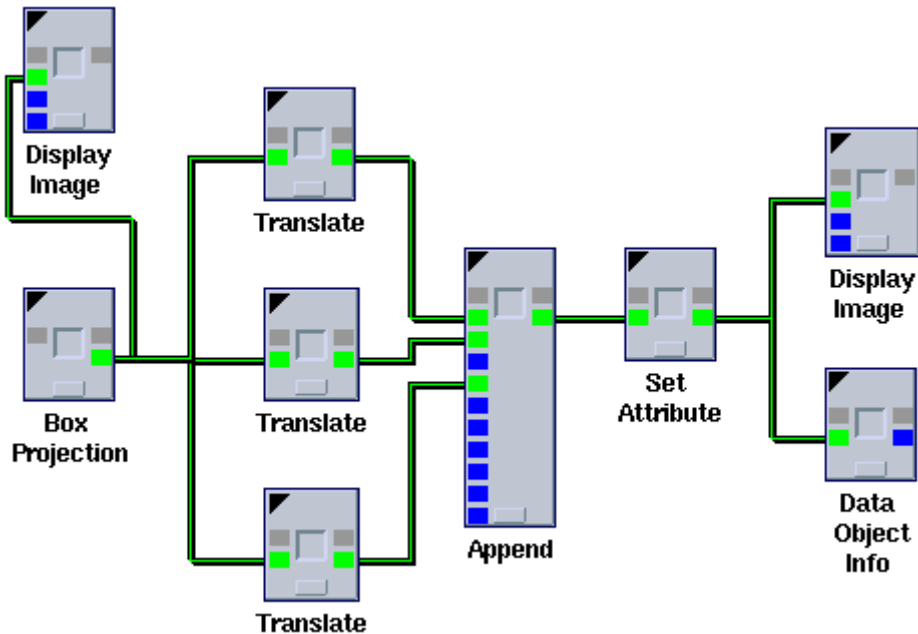 Display
Image
Translate
Box
Projection
Translate
Translate
Append
Set
Attribute
Display
Image
Data
Object
Info